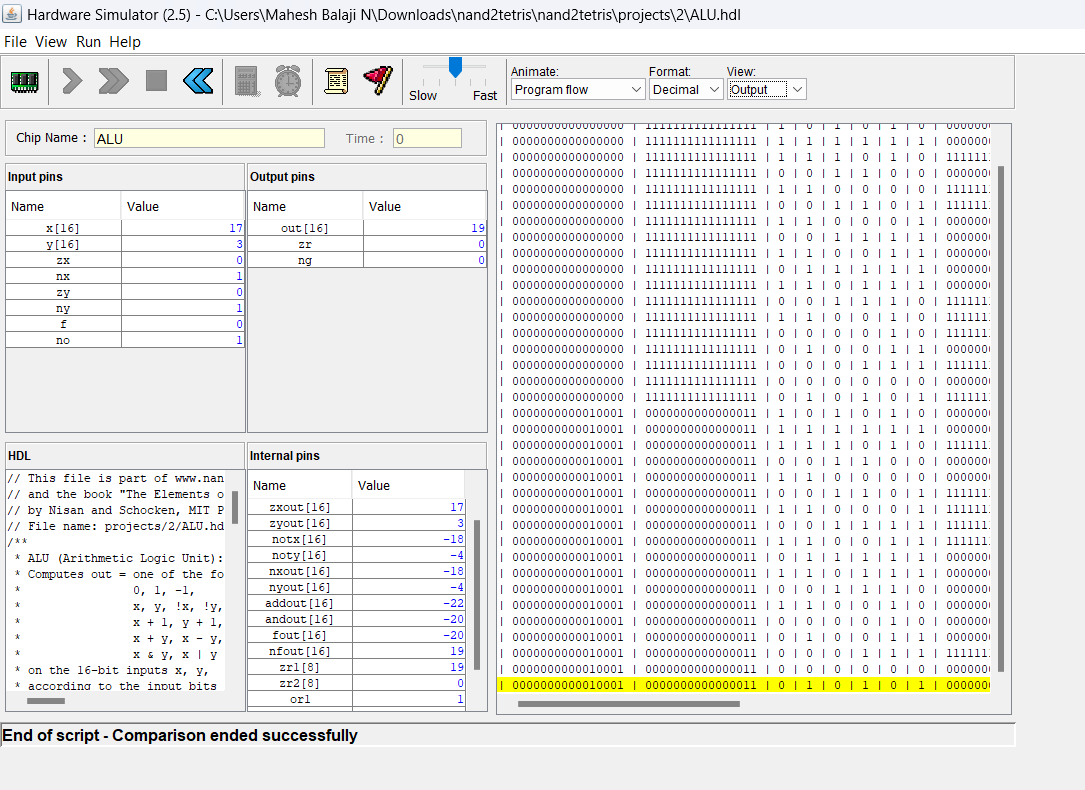 Hardware Simulator (2.5) - C:\Users\Mahesh Balaji N\Downloads\nand2tetris\nand2tetris\projects\2\ALU.hdl
File View Run Help
Slow Fast
Animate: Format: View:
Program flow Decimal Output
Chip Name : ALU Time : 0
Input pins
Name Value
x[16] 17
y[16] 3
zx 0
nx 1
zy 0
ny 1
f 0
no 1
Output pins
Name Value
out[16] 19
zr 0
ng 0
HDL
// This file is part of www.nan
// and the book "The Elements o
// by Nisan and Schocken, MIT P
// File name: projects/2/ALU.hd
/**
* ALU (Arithmetic Logic Unit):
* Computes out = one of the fo
* 0, 1, -1,
* x, y, !x, !y,
* x + 1, y + 1,
* x + y, x - y,
* x & y, x | y
* on the 16-bit inputs x, y,
* according to the input bits
Internal pins
Name Value
zxout[16] 17
zyout[16] 3
notx[16] -18
noty[16] -4
nxout[16] -18
nyout[16] -4
addout[16] -22
andout[16] -20
fout[16] -20
nfout[16] 19
zr1[8] 19
zr2[8] 0
or1 1
| 0000000000000000 | 1111111111111111 | 1 | 0 | 1 | 0 | 1 | 0 | 000000
| 0000000000000000 | 1111111111111111 | 1 | 1 | 1 | 1 | 1 | 1 | 000000
| 0000000000000000 | 1111111111111111 | 1 | 1 | 1 | 0 | 1 | 0 | 111111
| 0000000000000000 | 1111111111111111 | 0 | 0 | 1 | 1 | 0 | 0 | 000000
| 0000000000000000 | 1111111111111111 | 1 | 1 | 0 | 0 | 0 | 0 | 111111
| 0000000000000000 | 1111111111111111 | 0 | 0 | 1 | 1 | 0 | 1 | 111111
| 0000000000000000 | 1111111111111111 | 1 | 1 | 0 | 0 | 0 | 1 | 000000
| 0000000000000000 | 1111111111111111 | 0 | 0 | 1 | 1 | 1 | 1 | 000000
| 0000000000000000 | 1111111111111111 | 1 | 1 | 0 | 0 | 1 | 1 | 000000
| 0000000000000000 | 1111111111111111 | 0 | 1 | 1 | 1 | 1 | 1 | 000000
| 0000000000000000 | 1111111111111111 | 1 | 1 | 0 | 1 | 1 | 1 | 000000
| 0000000000000000 | 1111111111111111 | 0 | 0 | 1 | 1 | 1 | 0 | 111111
| 0000000000000000 | 1111111111111111 | 1 | 1 | 0 | 0 | 1 | 0 | 111111
| 0000000000000000 | 1111111111111111 | 0 | 0 | 0 | 0 | 1 | 0 | 111111
| 0000000000000000 | 1111111111111111 | 0 | 1 | 0 | 0 | 1 | 1 | 000000
| 0000000000000000 | 1111111111111111 | 0 | 0 | 0 | 1 | 1 | 1 | 111111
| 0000000000000000 | 1111111111111111 | 0 | 0 | 0 | 0 | 0 | 0 | 000000
| 0000000000000000 | 1111111111111111 | 0 | 1 | 0 | 1 | 0 | 1 | 111111
| 0000000000010001 | 0000000000000011 | 1 | 0 | 1 | 0 | 1 | 0 | 000000
| 0000000000010001 | 0000000000000011 | 1 | 1 | 1 | 1 | 1 | 1 | 000000
| 0000000000010001 | 0000000000000011 | 1 | 1 | 1 | 0 | 1 | 0 | 111111
| 0000000000010001 | 0000000000000011 | 0 | 0 | 1 | 1 | 0 | 0 | 000000
| 0000000000010001 | 0000000000000011 | 1 | 1 | 0 | 0 | 0 | 0 | 000000
| 0000000000010001 | 0000000000000011 | 0 | 0 | 1 | 1 | 0 | 1 | 111111
| 0000000000010001 | 0000000000000011 | 1 | 1 | 0 | 0 | 0 | 1 | 111111
| 0000000000010001 | 0000000000000011 | 0 | 0 | 1 | 1 | 1 | 1 | 111111
| 0000000000010001 | 0000000000000011 | 1 | 1 | 0 | 0 | 1 | 1 | 111111
| 0000000000010001 | 0000000000000011 | 0 | 1 | 1 | 1 | 1 | 1 | 000000
| 0000000000010001 | 0000000000000011 | 1 | 1 | 0 | 1 | 1 | 1 | 000000
| 0000000000010001 | 0000000000000011 | 0 | 0 | 1 | 1 | 1 | 0 | 000000
| 0000000000010001 | 0000000000000011 | 1 | 1 | 0 | 0 | 1 | 0 | 000000
| 0000000000010001 | 0000000000000011 | 0 | 0 | 0 | 0 | 1 | 0 | 000000
| 0000000000010001 | 0000000000000011 | 0 | 1 | 0 | 0 | 1 | 1 | 000000
| 0000000000010001 | 0000000000000011 | 0 | 0 | 0 | 1 | 1 | 1 | 111111
| 0000000000010001 | 0000000000000011 | 0 | 0 | 0 | 0 | 0 | 0 | 000000
| 0000000000010001 | 0000000000000011 | 0 | 1 | 0 | 1 | 0 | 1 | 000000
End of script - Comparison ended successfully